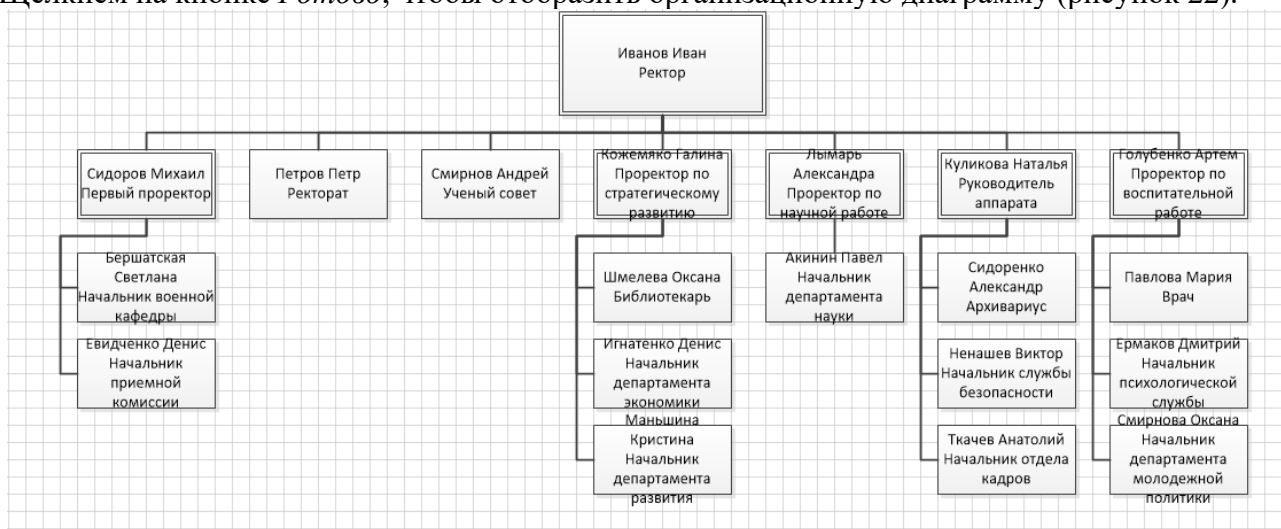 Щелкнем на кнопке Готово, чтобы отобразить организационную диаграмму (рисунок 22).
Иванов Иван
Ректор
Сидоров Михаил
Первый проректор
Петров Петр
Ректорат
Смирнов Андрей
Ученый совет
Кожемяко Галина
Проректор по
стратегическому
развитию
Лымарь
Александра
Проректор по
научной работе
Куликова Наталья
Руководитель
аппарата
Голубенко Артем
Проректор по
воспитательной
работе
Бершатская
Светлана
Начальник военной
кафедры
Евидченко Денис
Начальник
приемной
комиссии
Шмелева Оксана
Библиотекарь
Игнатенко Денис
Начальник
департамента
экономики
Маньшина
Кристина
Начальник
департамента
развития
Акинин Павел
Начальник
департамента
науки
Сидоренко
Александр
Архивариус
Ненашев Виктор
Начальник службы
безопасности
Ткачев Анатолий
Начальник отдела
кадров
Павлова Мария
Врач
Ермаков Дмитрий
Начальник
психологической
службы
Смирнова Оксана
Начальник
департамента
молодежной
политики